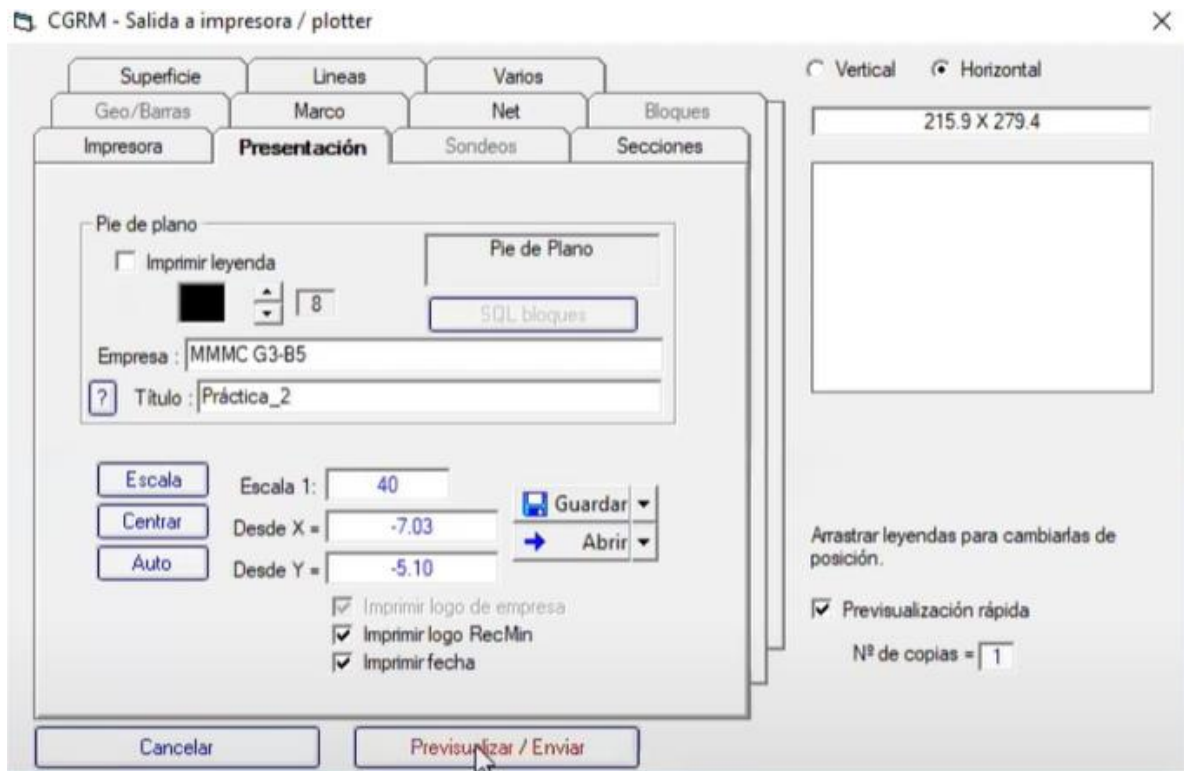 CGRM - Salida a impresora / plotter
Superficie Lineas Varios
Geo/Barras Marco Net Bloques
Impresora Presentación Sondeos Secciones
Pie de plano
Imprimir leyenda
Pie de Plano
8
SQL bloques
Empresa : MMMC G3-B5
? Título : Práctica_2
Escala Escala 1: 40
Centrar Desde X = -7.03
Auto Desde Y = -5.10
Guardar
Abrir
Imprimir logo de empresa
Imprimir logo RecMin
Imprimir fecha
Cancelar Previsualizar / Enviar
Vertical Horizontal
215.9 X 279.4
Arrastrar leyendas para cambiarlas de
posición.
Previsualización rápida
Nº de copias = 1